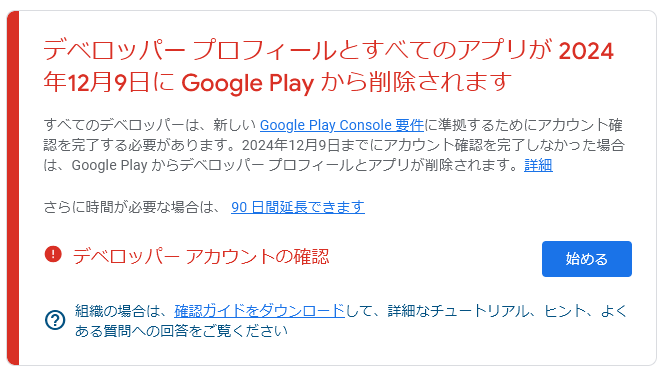 デベロッパー プロフィールとすべてのアプリが 2024
年12月9日に Google Play から削除されます
すべてのデベロッパーは、新しい Google Play Console 要件に準拠するためにアカウント確
認を完了する必要があります。2024年12月9日までにアカウント確認を完了しなかった場合
は、Google Play からデベロッパー プロフィールとアプリが削除されます。詳細
さらに時間が必要な場合は、 90 日間延長できます
デベロッパー アカウントの確認
始める
組織の場合は、確認ガイドをダウンロードして、詳細なチュートリアル、ヒント、よく
ある質問への回答をご覧ください